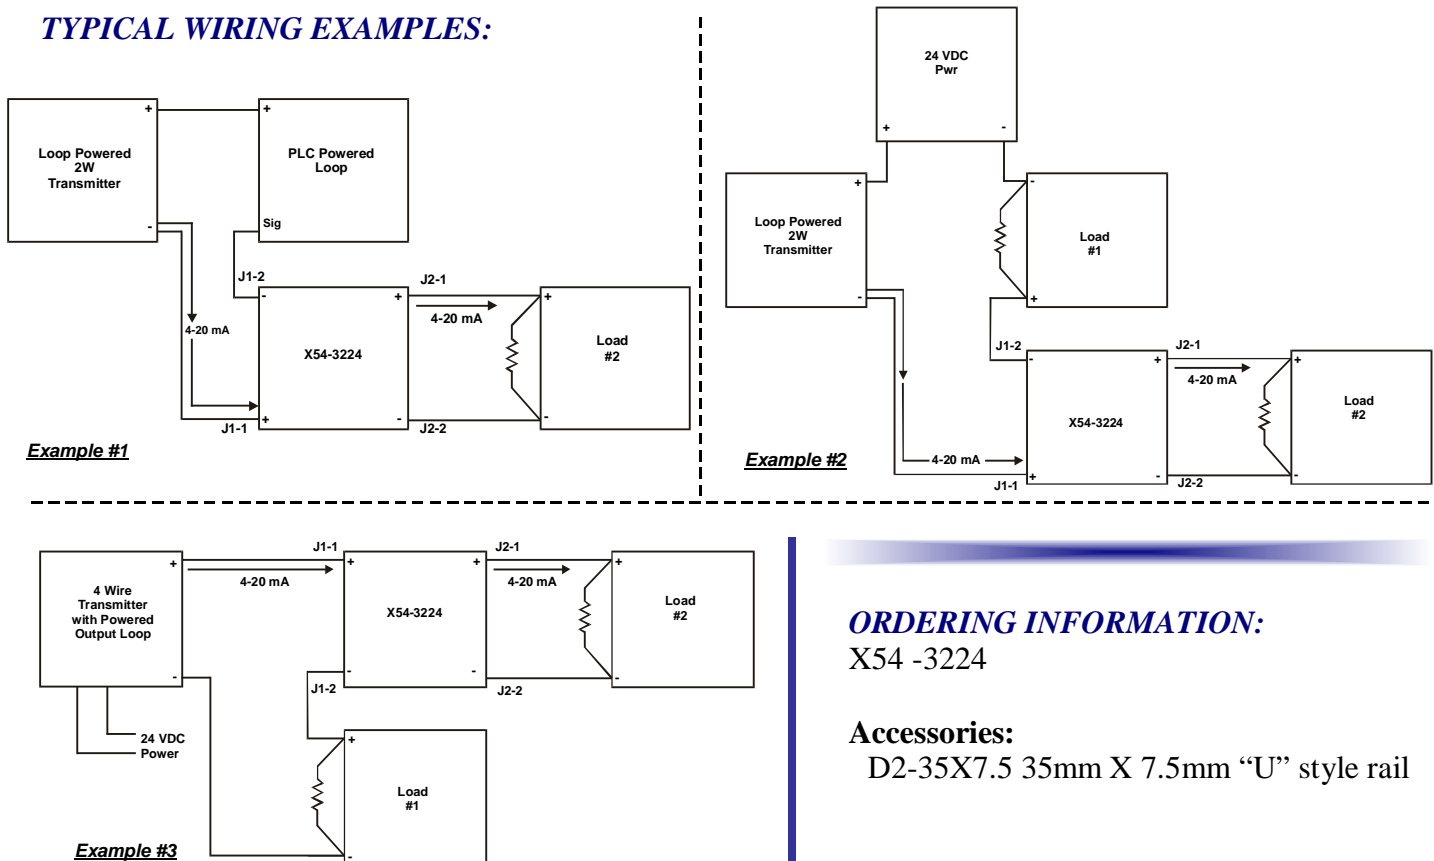 TYPICAL WIRING EXAMPLES:
+
+
Loop Powered
2W
Transmitter
PLC Powered
Loop
-
Sig
J1-2
J2-1
-
+
+
4-20 mA
4-20 mA
X54-3224
Load
#2
+
-
-
J1-1
J2-2
Example #1
24 VDC
Pwr
+
-
+
-
Loop Powered
2W
Transmitter
Load
#1
-
+
J1-2
J2-1
-
+
+
4-20 mA
X54-3224
Load
#2
4-20 mA
+
-
-
J1-1
J2-2
Example #2
J1-1
J2-1
+
+
+
+
4-20 mA
4-20 mA
4 Wire
Transmitter
with Powered
Output Loop
X54-3224
Load
#2
-
-
-
-
J1-2
J2-2
24 VDC
Power
+
Load
#1
-
Example #3
ORDERING INFORMATION:
X54 -3224
Accessories:
D2-35X7.5 35mm X 7.5mm “U” style rail